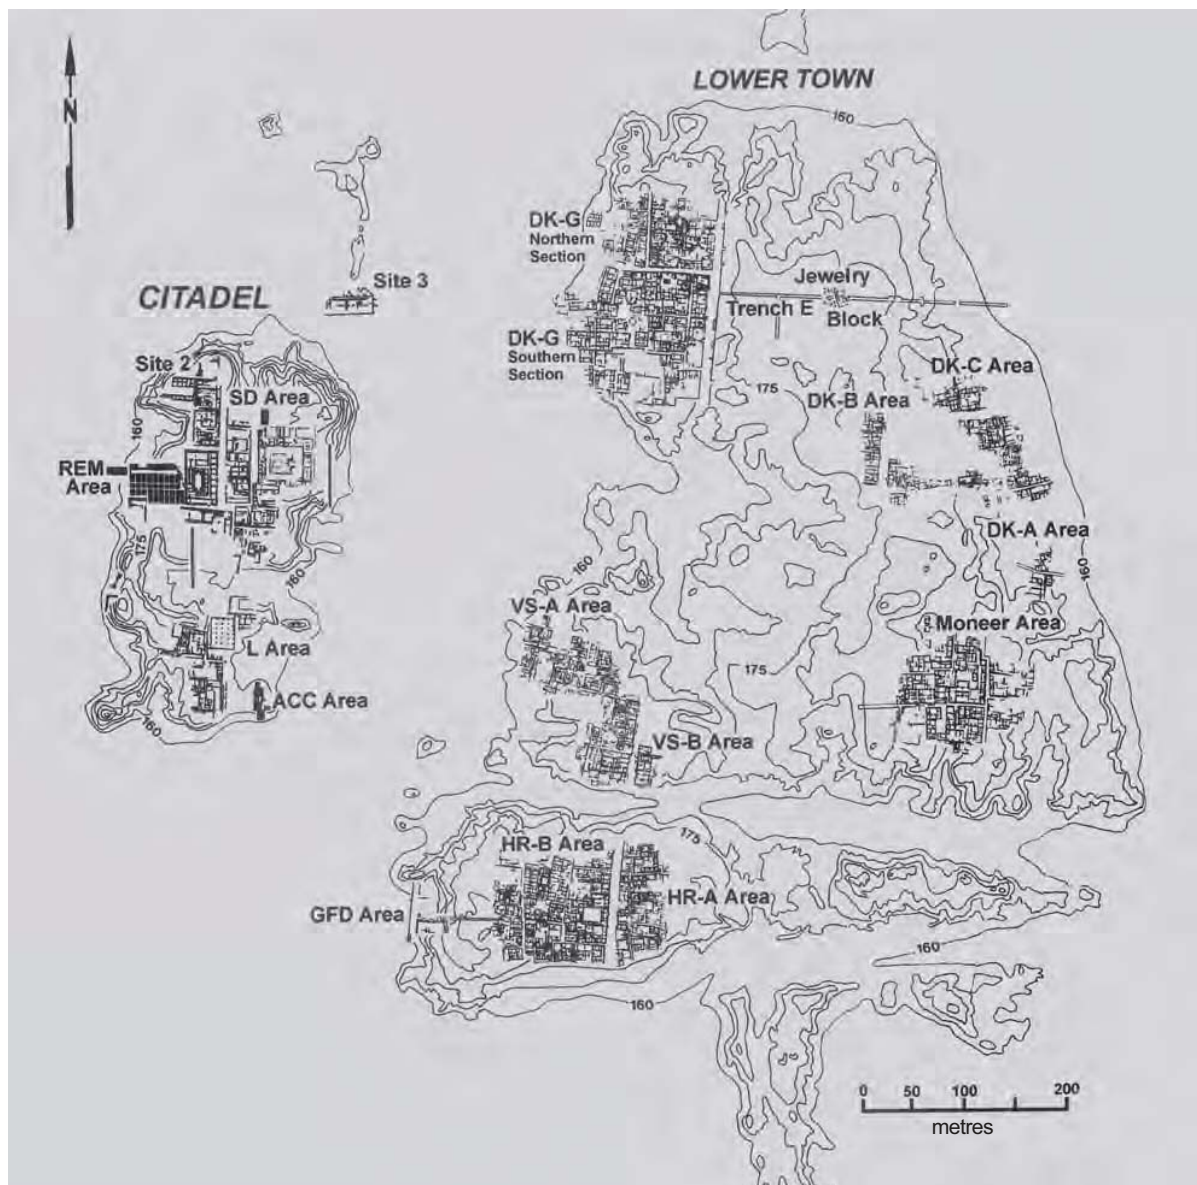 LOWER TOWN
N
160
DK-G
Northern
Section
Site 3
CITADEL
Jewelry
Trench E
Block
DK-G
Southern
Section
Site 2
SD Area
175
DK-C Area
DK-B Area
160
REM
Area
175
160
DK-A Area
160
160
VS-A Area
Moneer Area
L Area
175
ACC Area
160
VS-B Area
175
HR-B Area
HR-A Area
GFD Area
160
160
0 50 100 200
metres